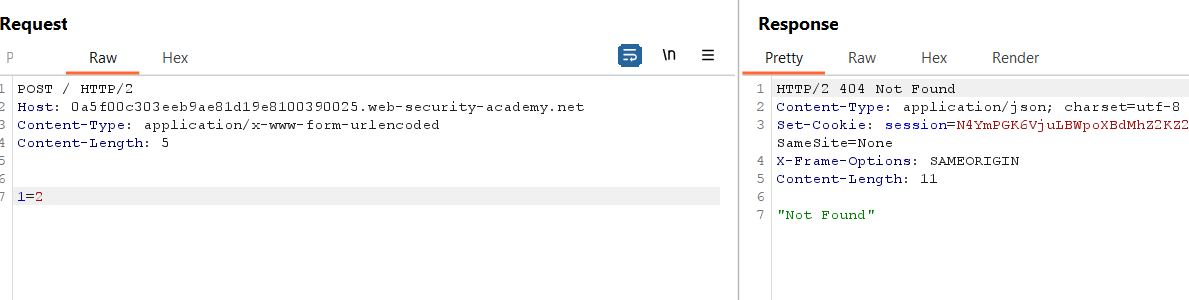 Request
P Raw Hex \n
1 POST / HTTP/2
2 Host: 0a5f00c303eeb9ae81d19e8100390025.web-security-academy.net
3 Content-Type: application/x-www-form-urlencoded
4 Content-Length: 5
5
6
7 1=2
Response
Pretty Raw Hex Render
1 HTTP/2 404 Not Found
2 Content-Type: application/json; charset=utf-8
3 Set-Cookie: session=N4YmPGK6VjuLBWpoXBdMhZ2KZ2
SameSite=None
4 X-Frame-Options: SAMEORIGIN
5 Content-Length: 11
6
7 "Not Found"